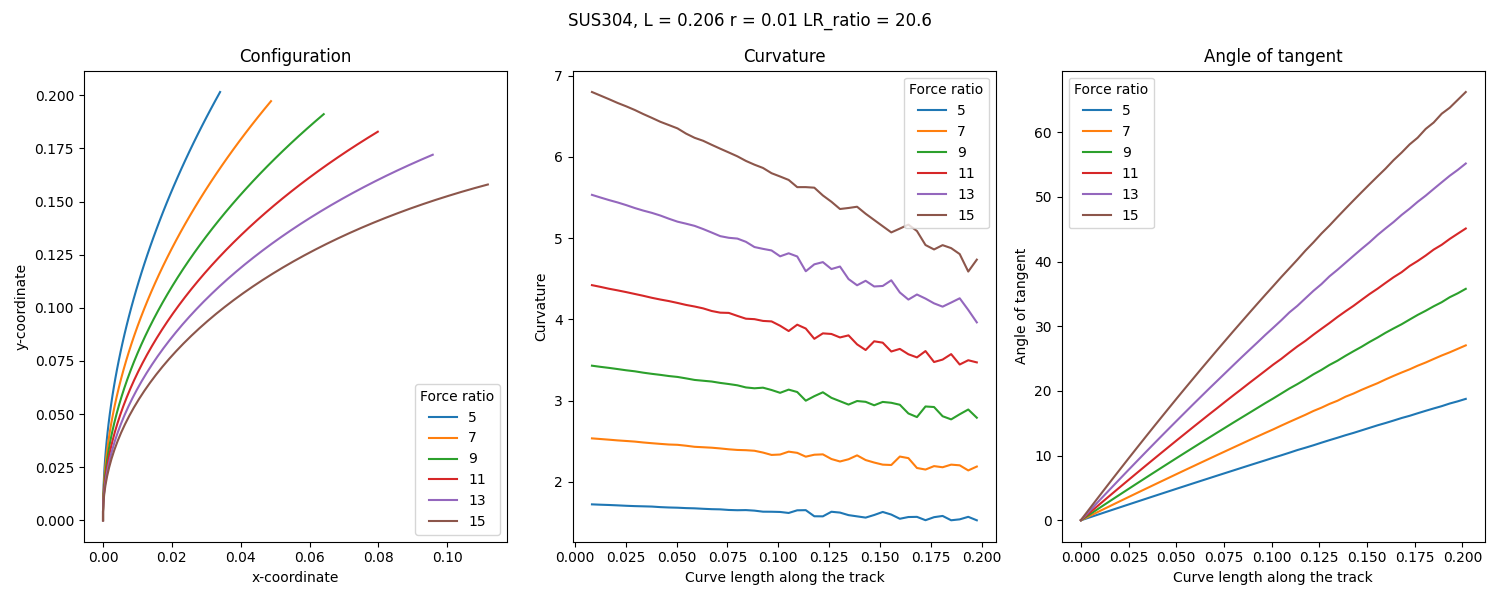 SUS304, L = 0.206 r = 0.01 LR_ratio = 20.6
Configuration
y-coordinate
0.200
0.175
0.150
0.125
0.100
0.075
0.050
0.025
0.000
0.00 0.02 0.04 0.06 0.08 0.10
x-coordinate
Force ratio
5
7
9
11
13
15
Curvature
Curvature
7
6
5
4
3
2
0.000 0.025 0.050 0.075 0.100 0.125 0.150 0.175 0.200
Curve length along the track
Force ratio
5
7
9
11
13
15
Angle of tangent
Angle of tangent
60
50
40
30
20
10
0
0.000 0.025 0.050 0.075 0.100 0.125 0.150 0.175 0.200
Curve length along the track
Force ratio
5
7
9
11
13
15